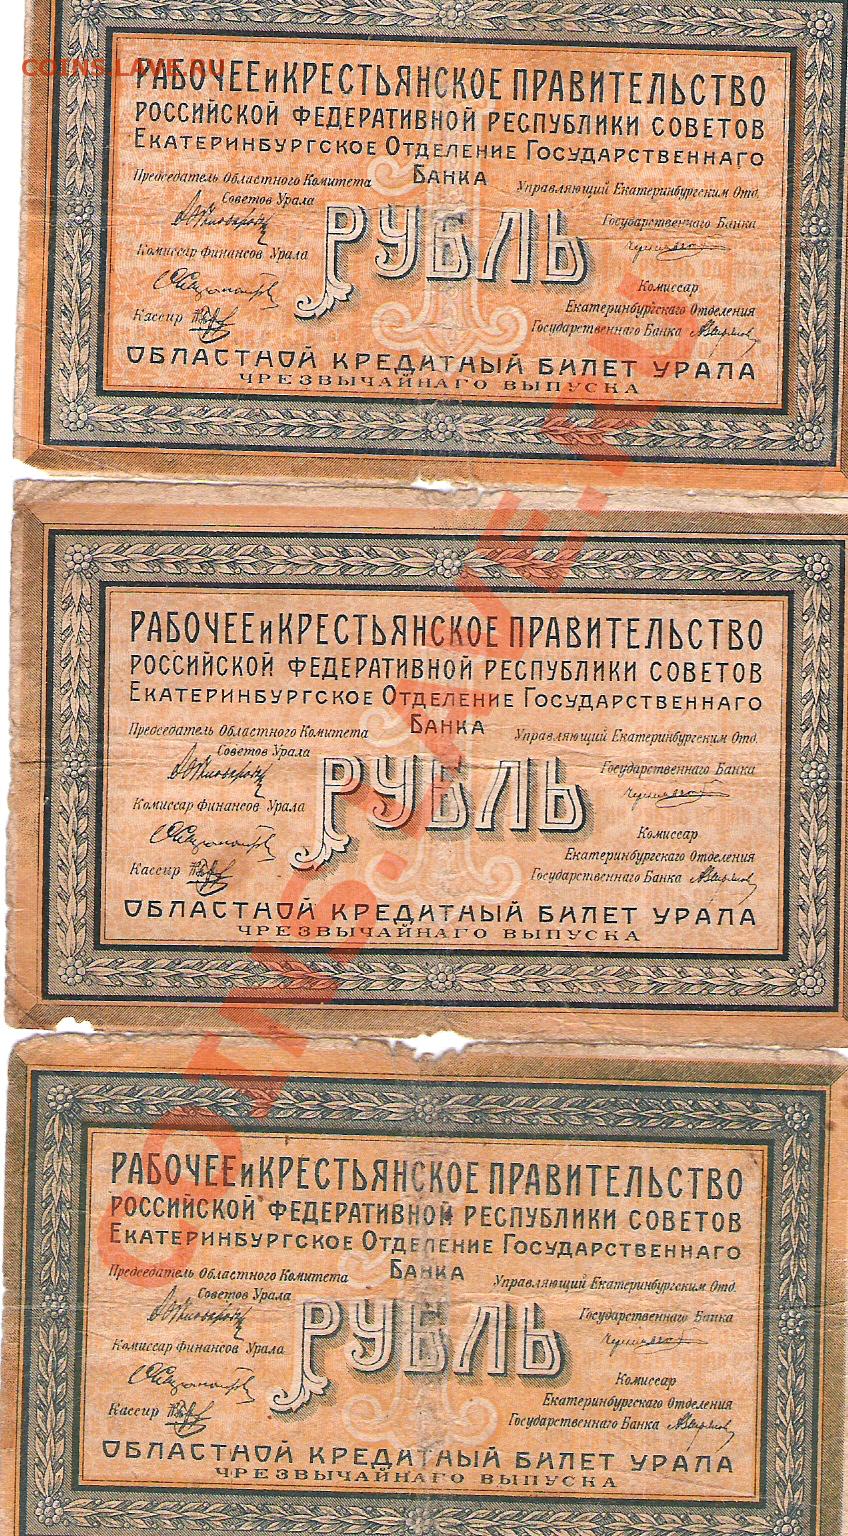 COINS.LAVE.RU
РАБОЧЕЕ и КРЕСТЬЯНСКОЕ ПРАВИТЕЛЬСТВО
РОССИЙСКОЙ ФЕДЕРАТИВНОЙ РЕСПУБЛИКИ СОВЕТОВ
ЕКАТЕРИНБУРГСКОЕ ОТДЕЛЕНИЕ ГОСУДАРСТВЕННАГО
БАНКА
Председатель Областного Комитета
Советов Урала
Управляющий Екатеринбургским Отд.
Государственнаго Банка
1
РУБЛЬ
Комиссар финансов Урала
Комиссар
Екатеринбургскаго Отделения
Государственнаго Банка
Кассир
ОБЛАСТНОЙ КРЕДИТНЫЙ БИЛЕТ УРАЛА
ЧРЕЗВЫЧАЙНАГО ВЫПУСКА
РАБОЧЕЕ и КРЕСТЬЯНСКОЕ ПРАВИТЕЛЬСТВО
РОССИЙСКОЙ ФЕДЕРАТИВНОЙ РЕСПУБЛИКИ СОВЕТОВ
ЕКАТЕРИНБУРГСКОЕ ОТДЕЛЕНИЕ ГОСУДАРСТВЕННАГО
БАНКА
Председатель Областного Комитета
Советов Урала
Управляющий Екатеринбургским Отд.
Государственнаго Банка
1
РУБЛЬ
Комиссар финансов Урала
Комиссар
Екатеринбургскаго Отделения
Государственнаго Банка
Кассир
ОБЛАСТНОЙ КРЕДИТНЫЙ БИЛЕТ УРАЛА
ЧРЕЗВЫЧАЙНАГО ВЫПУСКА
РАБОЧЕЕ и КРЕСТЬЯНСКОЕ ПРАВИТЕЛЬСТВО
РОССИЙСКОЙ ФЕДЕРАТИВНОЙ РЕСПУБЛИКИ СОВЕТОВ
ЕКАТЕРИНБУРГСКОЕ ОТДЕЛЕНИЕ ГОСУДАРСТВЕННАГО
БАНКА
Председатель Областного Комитета
Советов Урала
Управляющий Екатеринбургским Отд.
Государственнаго Банка
1
РУБЛЬ
Комиссар финансов Урала
Комиссар
Екатеринбургскаго Отделения
Государственнаго Банка
Кассир
ОБЛАСТНОЙ КРЕДИТНЫЙ БИЛЕТ УРАЛА
ЧРЕЗВЫЧАЙНАГО ВЫПУСКА
COINS.LAVE.RU